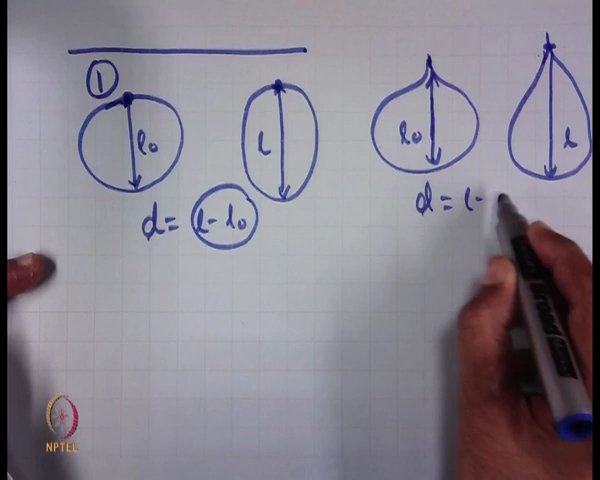 1
l₀ l l₀ l
d = l - l₀ d = l -
NPTEL